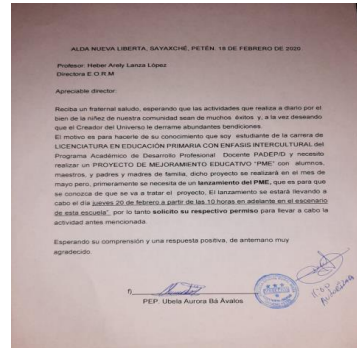 ALDA NUEVA LIBERTA, SAYAXCHÉ, PETÉN. 18 DE FEBRERO DE 2020
Profesor: Heber Arely Lanza López
Directora E.O.R.M
Apreciable director:
Reciba un fraternal saludo, esperando que las actividades que realiza a diario por el
bien de la niñez de nuestra comunidad sean de muchos éxitos y, a la vez deseando
que el Creador del Universo le derrame abundantes bendiciones.
El motivo es para hacerle de su conocimiento que soy estudiante de la carrera de
LICENCIATURA EN EDUCACIÓN PRIMARIA CON ENFASIS INTERCULTURAL del
Programa Académico de Desarrollo Profesional Docente PADEP/D y necesito
realizar un PROYECTO DE MEJORAMIENTO EDUCATIVO "PME" con alumnos,
maestros, y padres y madres de familia, dicho proyecto se realizará en el mes de
mayo pero, primeramente se necesita de un lanzamiento del PME, que es para que
se conozca de que se va a tratar el proyecto. El lanzamiento se estará llevando a
cabo el día jueves 20 de febrero a partir de las 10 horas en adelante en el escenario
de esta escuela", por lo tanto solicito su respectivo permiso para llevar a cabo la
actividad antes mencionada.
Esperando su comprensión y una respuesta positiva, de antemano muy
agradecido.
f)
PEP. Ubela Aurora Bá Ávalos